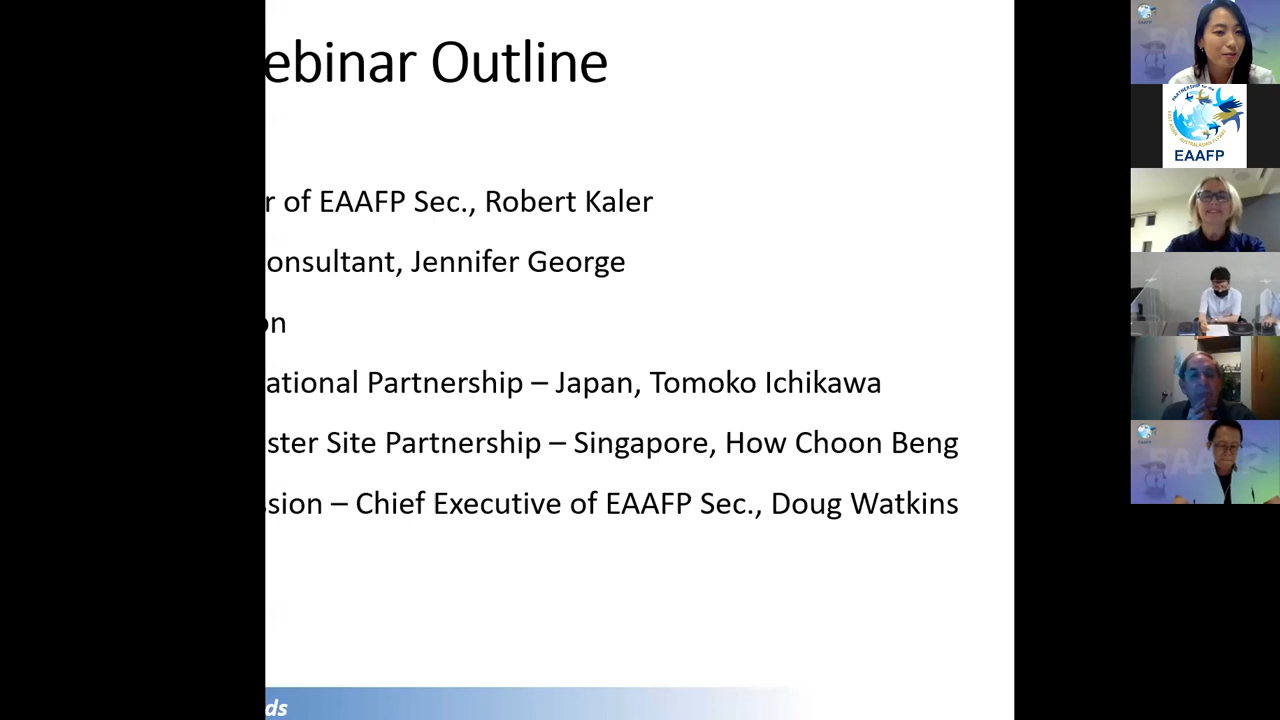 ebinar Outline
r of EAAFP Sec., Robert Kaler
onsultant, Jennifer George
on
ational Partnership – Japan, Tomoko Ichikawa
ster Site Partnership – Singapore, How Choon Beng
ssion – Chief Executive of EAAFP Sec., Doug Watkins
ds
EAAFP